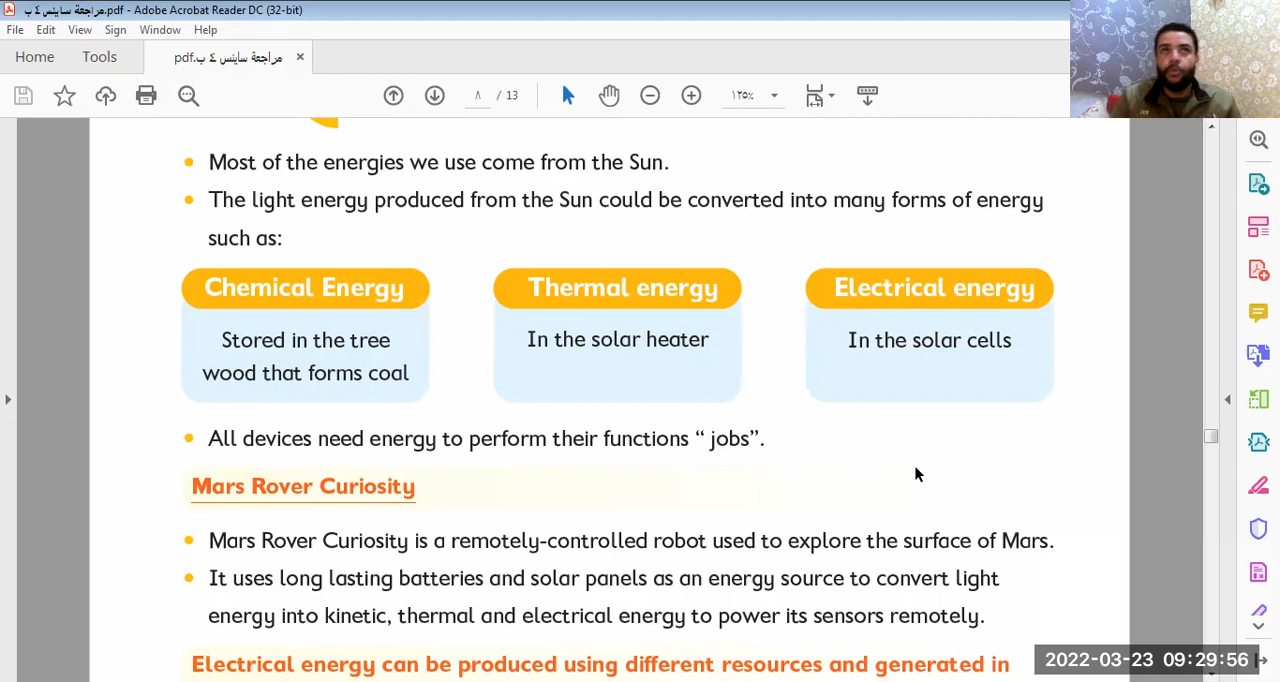 مراجعة ساينس ٤ ب.pdf - Adobe Acrobat Reader DC (32-bit)
File Edit View Sign Window Help
Home Tools مراجعة ساينس ٤ ب.pdf ×
٨ / 13 ١٢٥%
Most of the energies we use come from the Sun.
The light energy produced from the Sun could be converted into many forms of energy
such as:
Chemical Energy
Stored in the tree
wood that forms coal
Thermal energy
In the solar heater
Electrical energy
In the solar cells
All devices need energy to perform their functions “ jobs”.
Mars Rover Curiosity
Mars Rover Curiosity is a remotely-controlled robot used to explore the surface of Mars.
It uses long lasting batteries and solar panels as an energy source to convert light
energy into kinetic, thermal and electrical energy to power its sensors remotely.
Electrical energy can be produced using different resources and generated in
2022-03-23 09:29:56